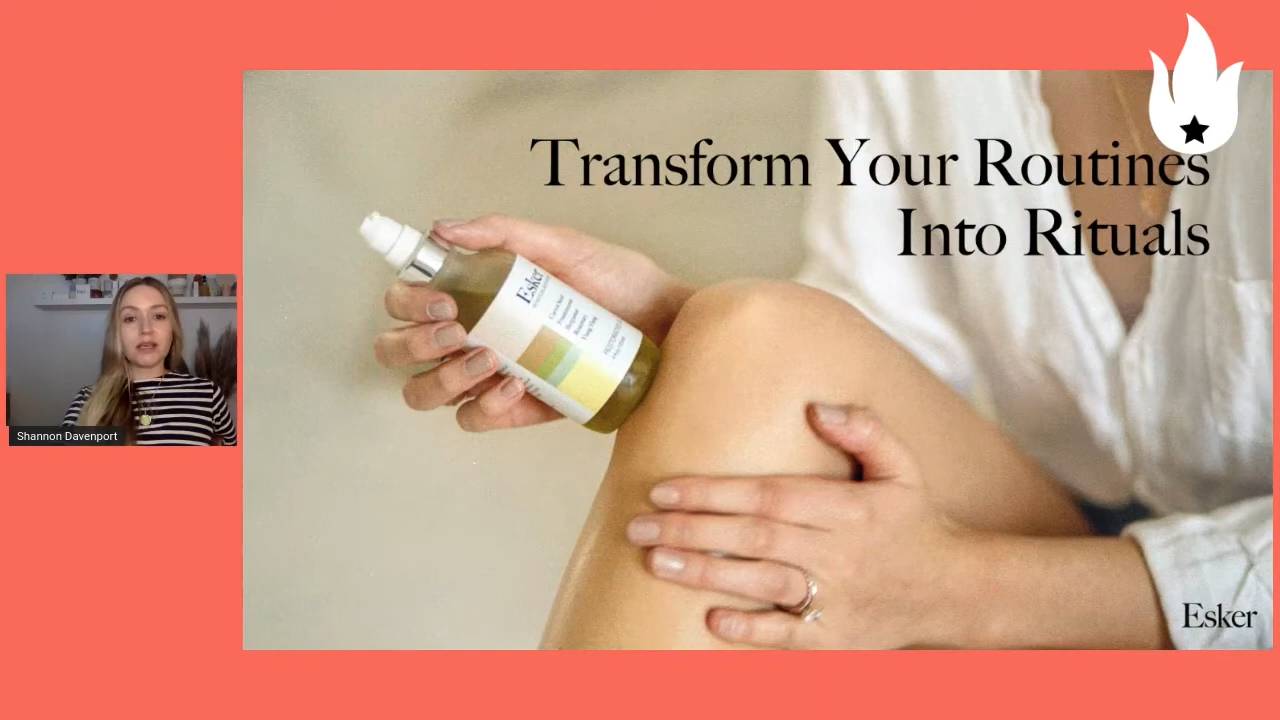 Transform Your Routines
Into Rituals
Esker
Shannon Davenport
Esker